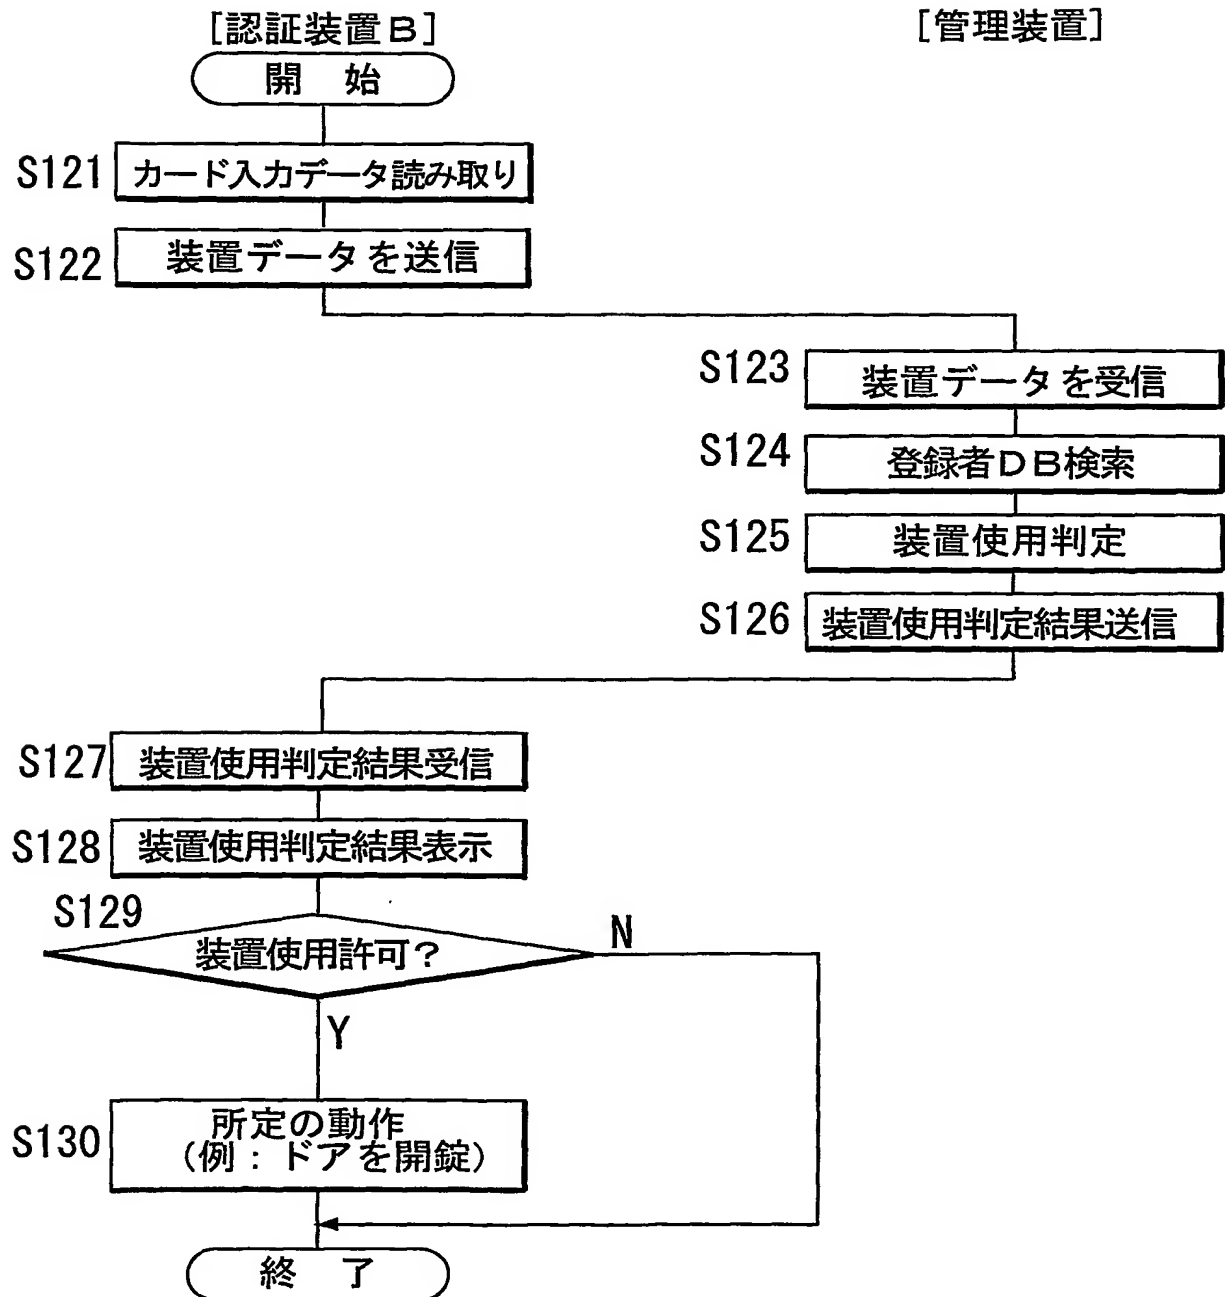 [認証装置B]
[管理装置]
開 始
S121 カード入力データ読み取り
S122 装置データを送信
S123 装置データを受信
S124 登録者DB検索
S125 装置使用判定
S126 装置使用判定結果送信
S127 装置使用判定結果受信
S128 装置使用判定結果表示
S129
装置使用許可?
N
Y
S130 所定の動作
(例:ドアを開錠)
終 了